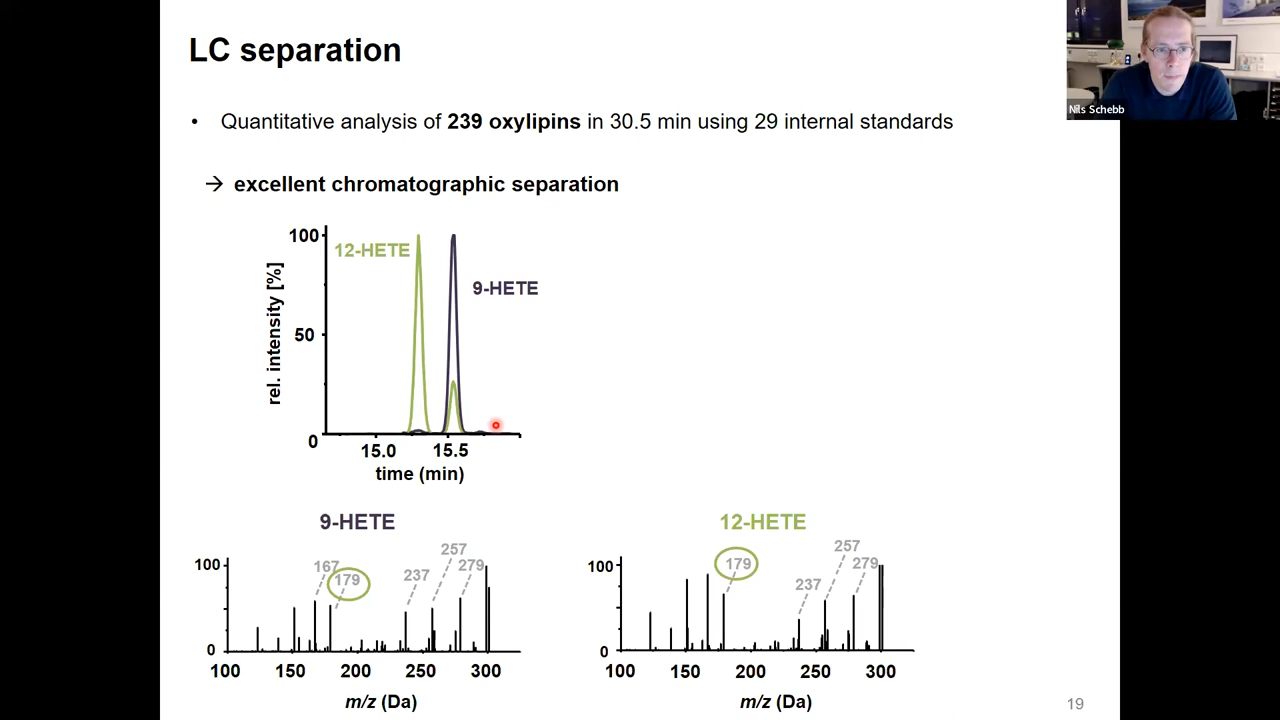 LC separation
Nils Schebb
• Quantitative analysis of 239 oxylipins in 30.5 min using 29 internal standards
→ excellent chromatographic separation
100
12-HETE
9-HETE
50
rel. intensity [%]
0
15.0 15.5
time (min)
9-HETE
100
167
179
237
257
279
0
100 150 200 250 300
m/z (Da)
12-HETE
100
179
237
257
279
0
100 150 200 250 300
m/z (Da)
19